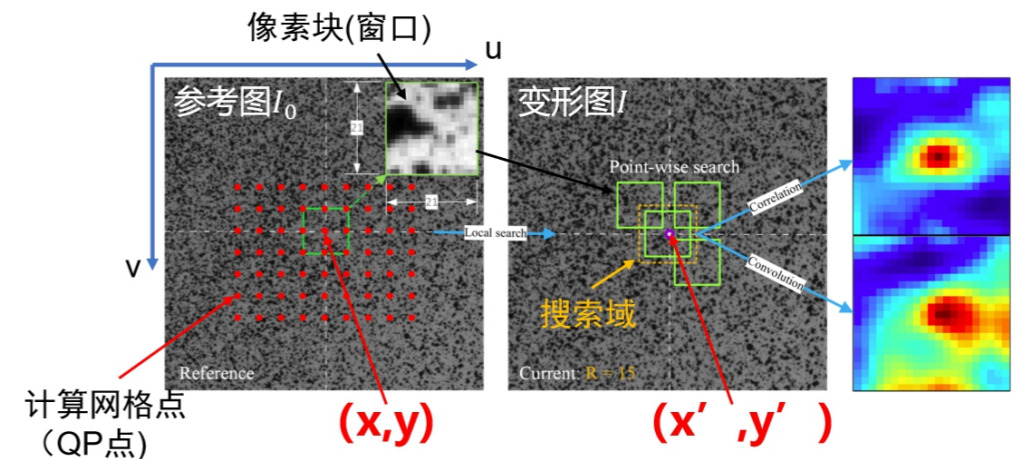 像素块(窗口)
u
参考图I₀
变形图I
21
21
Point-wise search
Correlation
Local search
v
Convolution
搜索域
Reference
Current: R = 15
计算网格点
（QP点)
(x,y)
(x′ ,y′ )